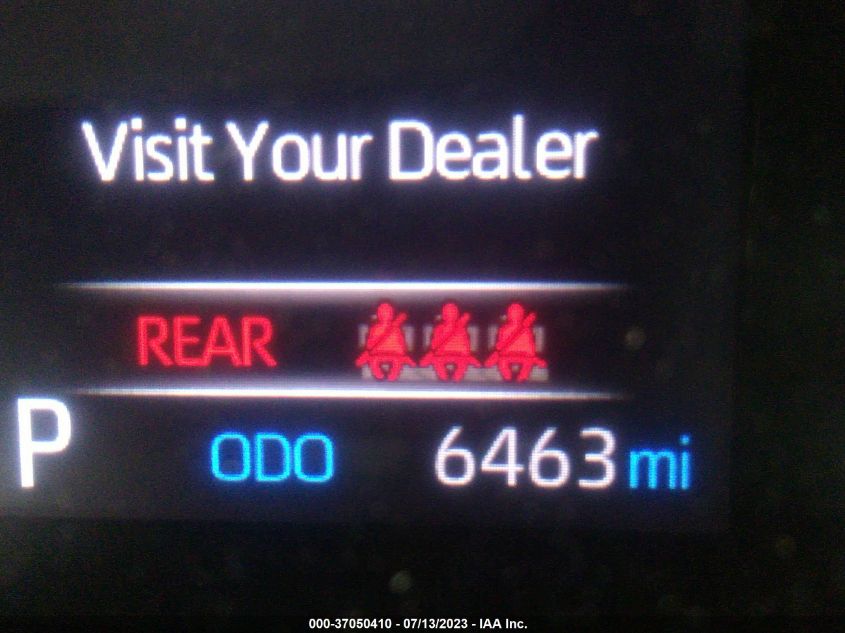 Visit Your Dealer
REAR
P ODO 6463 mi
000-37050410 - 07/13/2023 - IAA Inc.